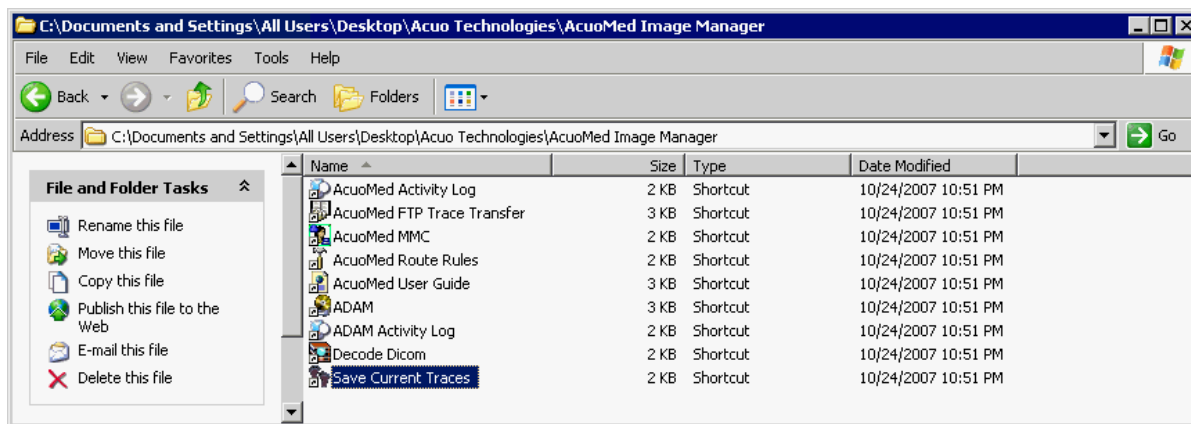 C:\Documents and Settings\All Users\Desktop\Acuo Technologies\AcuoMed Image Manager
File Edit View Favorites Tools Help
Back Search Folders
Address C:\Documents and Settings\All Users\Desktop\Acuo Technologies\AcuoMed Image Manager Go
Name Size Type Date Modified
File and Folder Tasks
Rename this file
Move this file
Copy this file
Publish this file to the
Web
E-mail this file
Delete this file
AcuoMed Activity Log 2 KB Shortcut 10/24/2007 10:51 PM
AcuoMed FTP Trace Transfer 3 KB Shortcut 10/24/2007 10:51 PM
AcuoMed MMC 2 KB Shortcut 10/24/2007 10:51 PM
AcuoMed Route Rules 2 KB Shortcut 10/24/2007 10:51 PM
AcuoMed User Guide 3 KB Shortcut 10/24/2007 10:51 PM
ADAM 3 KB Shortcut 10/24/2007 10:51 PM
ADAM Activity Log 2 KB Shortcut 10/24/2007 10:51 PM
Decode Dicom 2 KB Shortcut 10/24/2007 10:51 PM
Save Current Traces 2 KB Shortcut 10/24/2007 10:51 PM